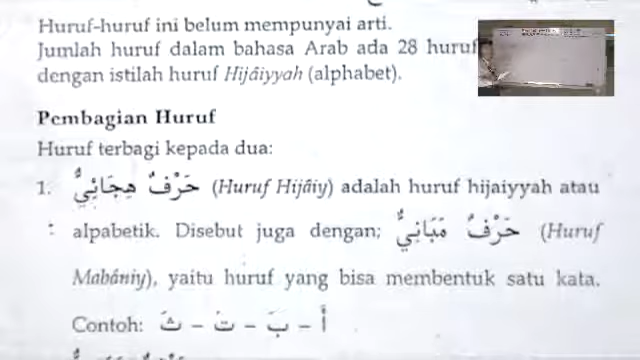 Huruf-huruf ini belum mempunyai arti.
Jumlah huruf dalam bahasa Arab ada 28 huruf
dengan istilah huruf Hijâiyyah (alphabet).
Pembagian Huruf
Huruf terbagi kepada dua:
1. حَرْفٌ هِجَائِيٌّ (Huruf Hijâiy) adalah huruf hijaiyyah atau
alpabetik. Disebut juga dengan; حَرْفٌ مَبَانِيٌّ (Huruf
Mabâniy), yaitu huruf yang bisa membentuk satu kata.
Contoh: أَ – بَ – تَ – ثَ